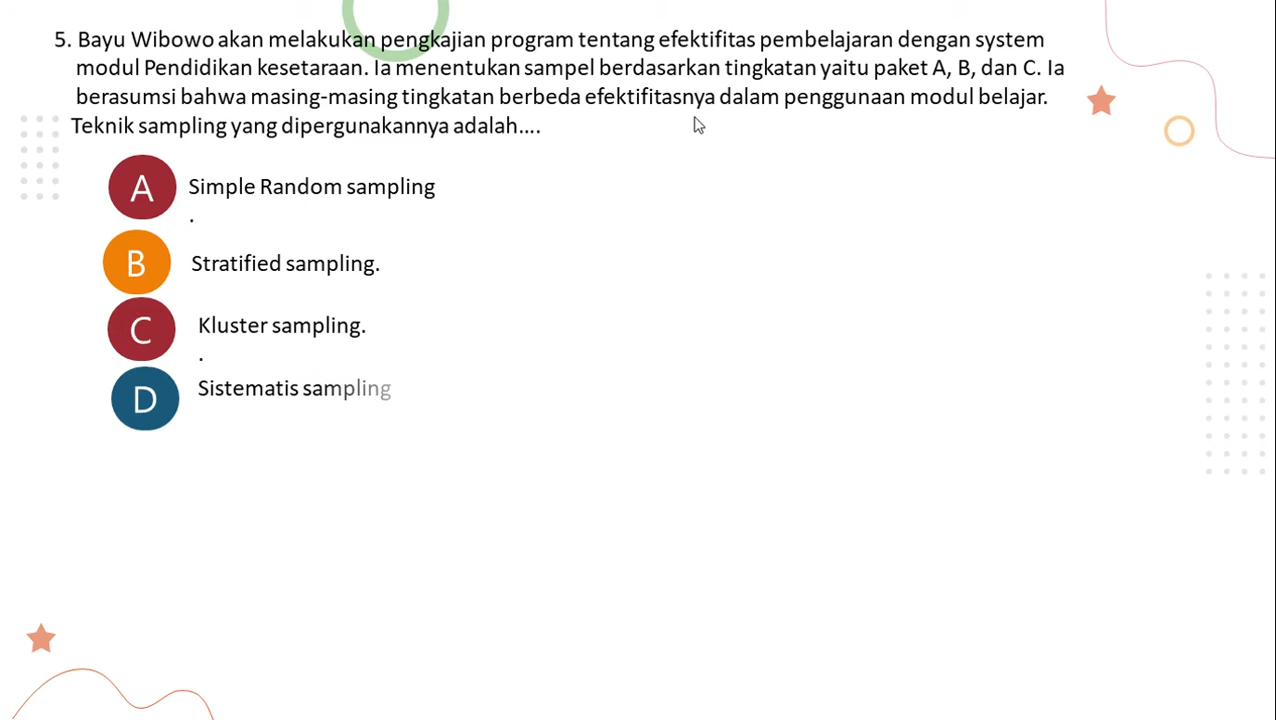 5. Bayu Wibowo akan melakukan pengkajian program tentang efektifitas pembelajaran dengan system
modul Pendidikan kesetaraan. Ia menentukan sampel berdasarkan tingkatan yaitu paket A, B, dan C. Ia
berasumsi bahwa masing-masing tingkatan berbeda efektifitasnya dalam penggunaan modul belajar.
Teknik sampling yang dipergunakannya adalah....
A Simple Random sampling
.
B Stratified sampling.
C Kluster sampling.
.
D Sistematis sampling